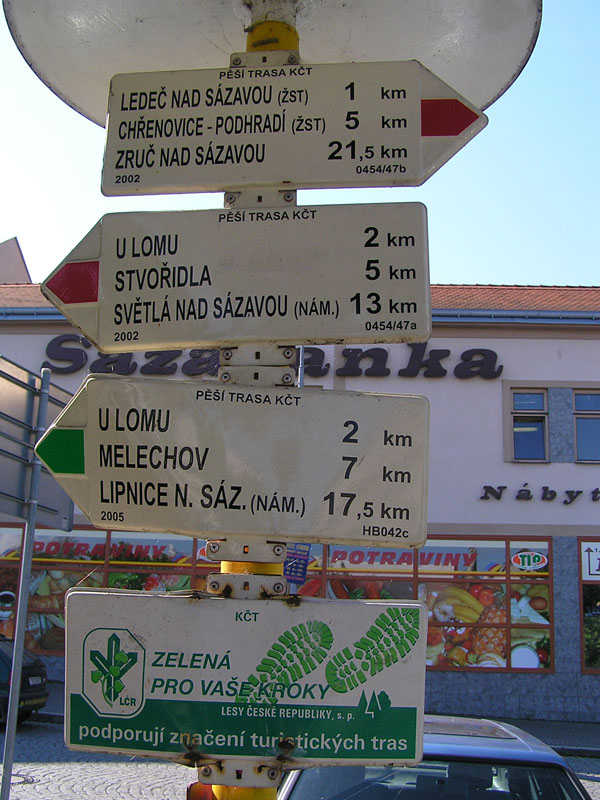 PĚŠÍ TRASA KČT
LEDEČ NAD SÁZAVOU (ŽST) 1 km
CHŘENOVICE - PODHRADÍ (ŽST) 5 km
ZRUČ NAD SÁZAVOU 21,5 km
2002 0454/47b
PĚŠÍ TRASA KČT
U LOMU 2 km
STVOŘIDLA 5 km
SVĚTLÁ NAD SÁZAVOU (NÁM.) 13 km
2002 0454/47a
PĚŠÍ TRASA KČT
U LOMU 2 km
MELECHOV 7 km
LIPNICE N. SÁZ. (NÁM.) 17,5 km
2005 HB042c
POTRAVINY POTRAVINY TIP
KČT
ZELENÁ
PRO VAŠE KROKY
LČR
LESY ČESKÉ REPUBLIKY, s. p.
podporují značení turistických tras